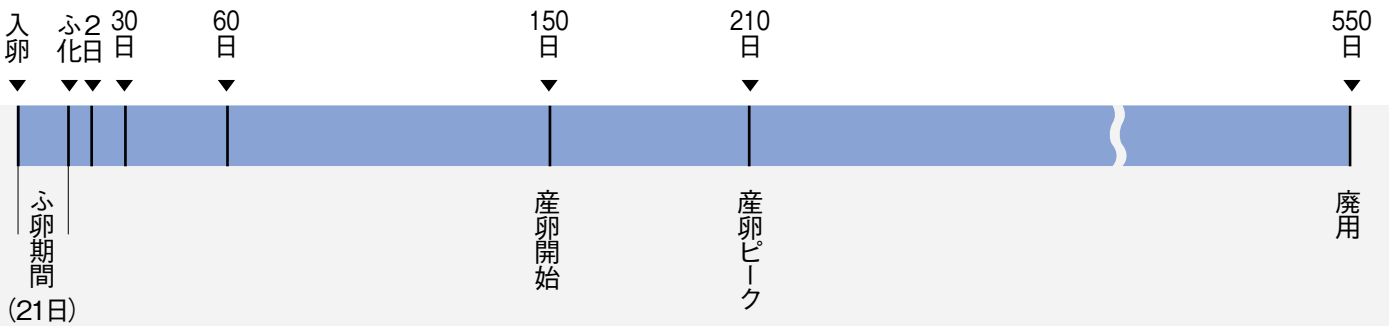 入卵
ふ化
2日
30日
60日
150日
210日
550日
ふ卵期間
（21日）
産卵開始
産卵ピーク
廃用